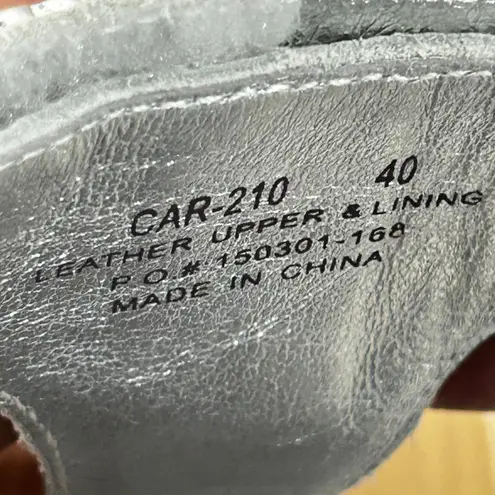 CAR-210 40
LEATHER UPPER & LINING
P.O.# 150301-168
MADE IN CHINA